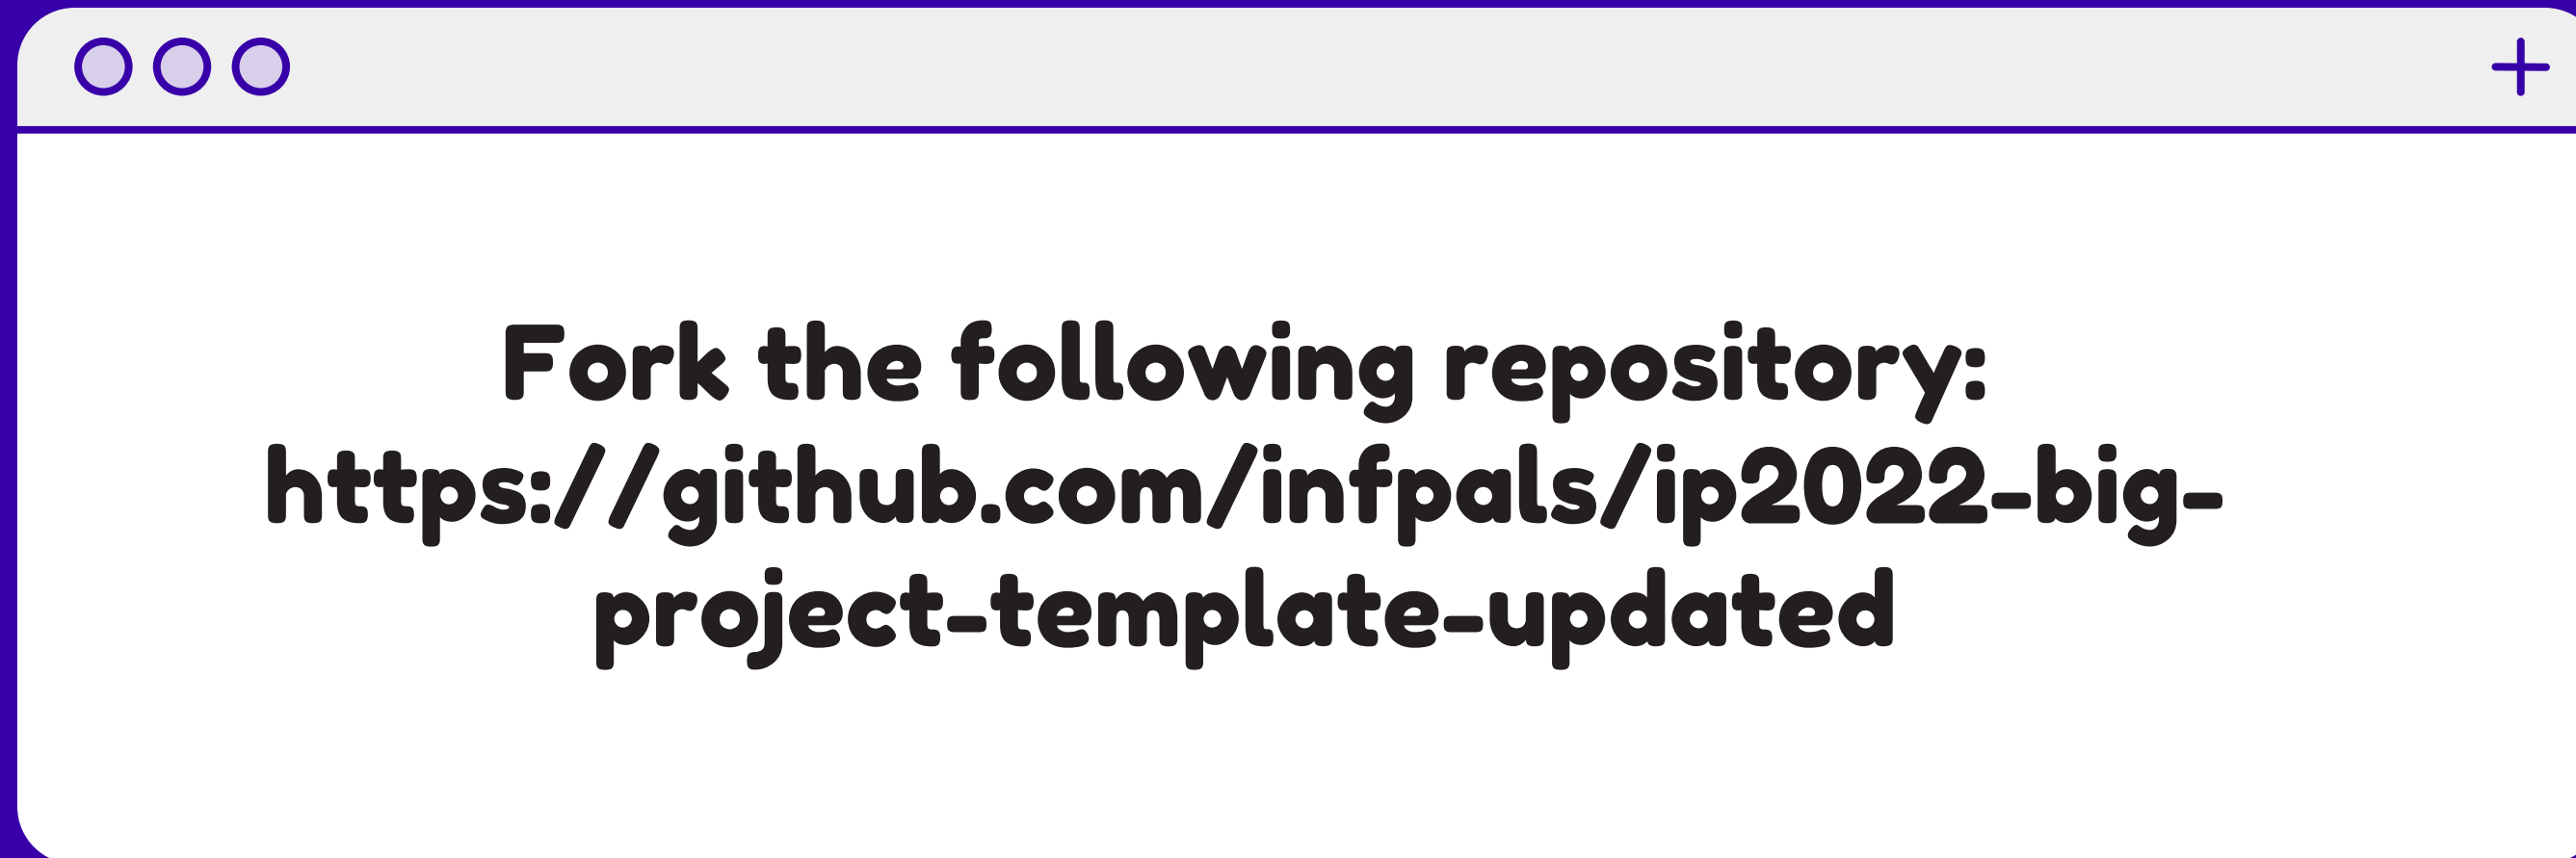 Fork the following repository:
https://github.com/infpals/ip2022-big-
project-template-updated